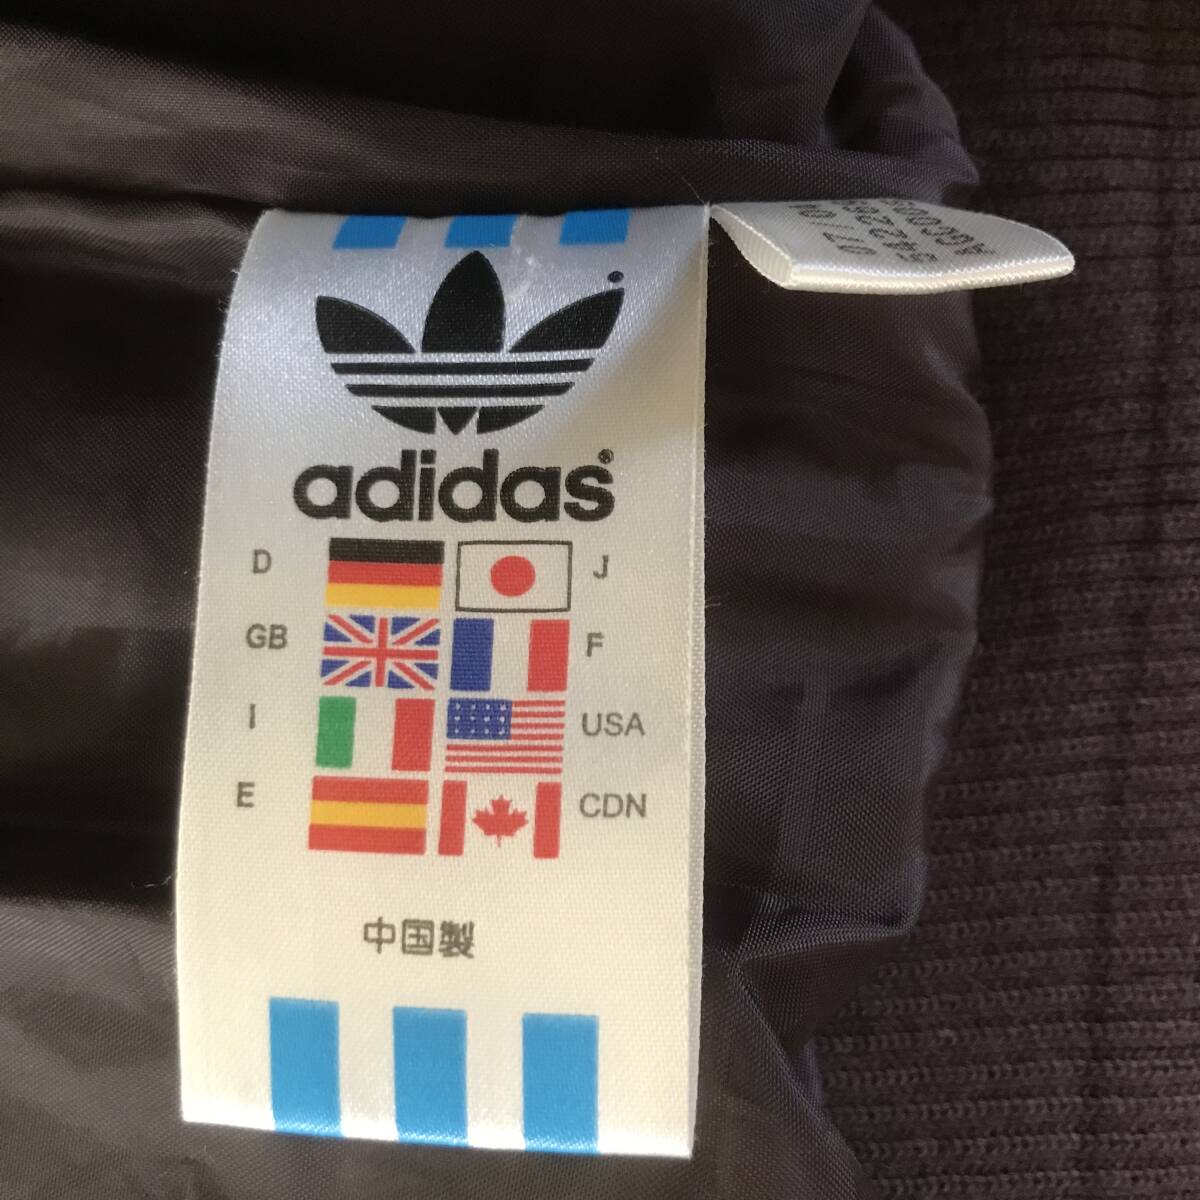 adidas
D J
GB F
I USA
E CDN
中国製